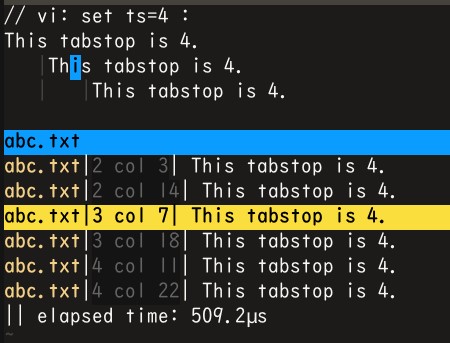 // vi: set ts=4 :
This tabstop is 4.
This tabstop is 4.
This tabstop is 4.
abc.txt
abc.txt|2 col 3| This tabstop is 4.
abc.txt|2 col 14| This tabstop is 4.
abc.txt|3 col 7| This tabstop is 4.
abc.txt|3 col 18| This tabstop is 4.
abc.txt|4 col 11| This tabstop is 4.
abc.txt|4 col 22| This tabstop is 4.
|| elapsed time: 509.2µs
~